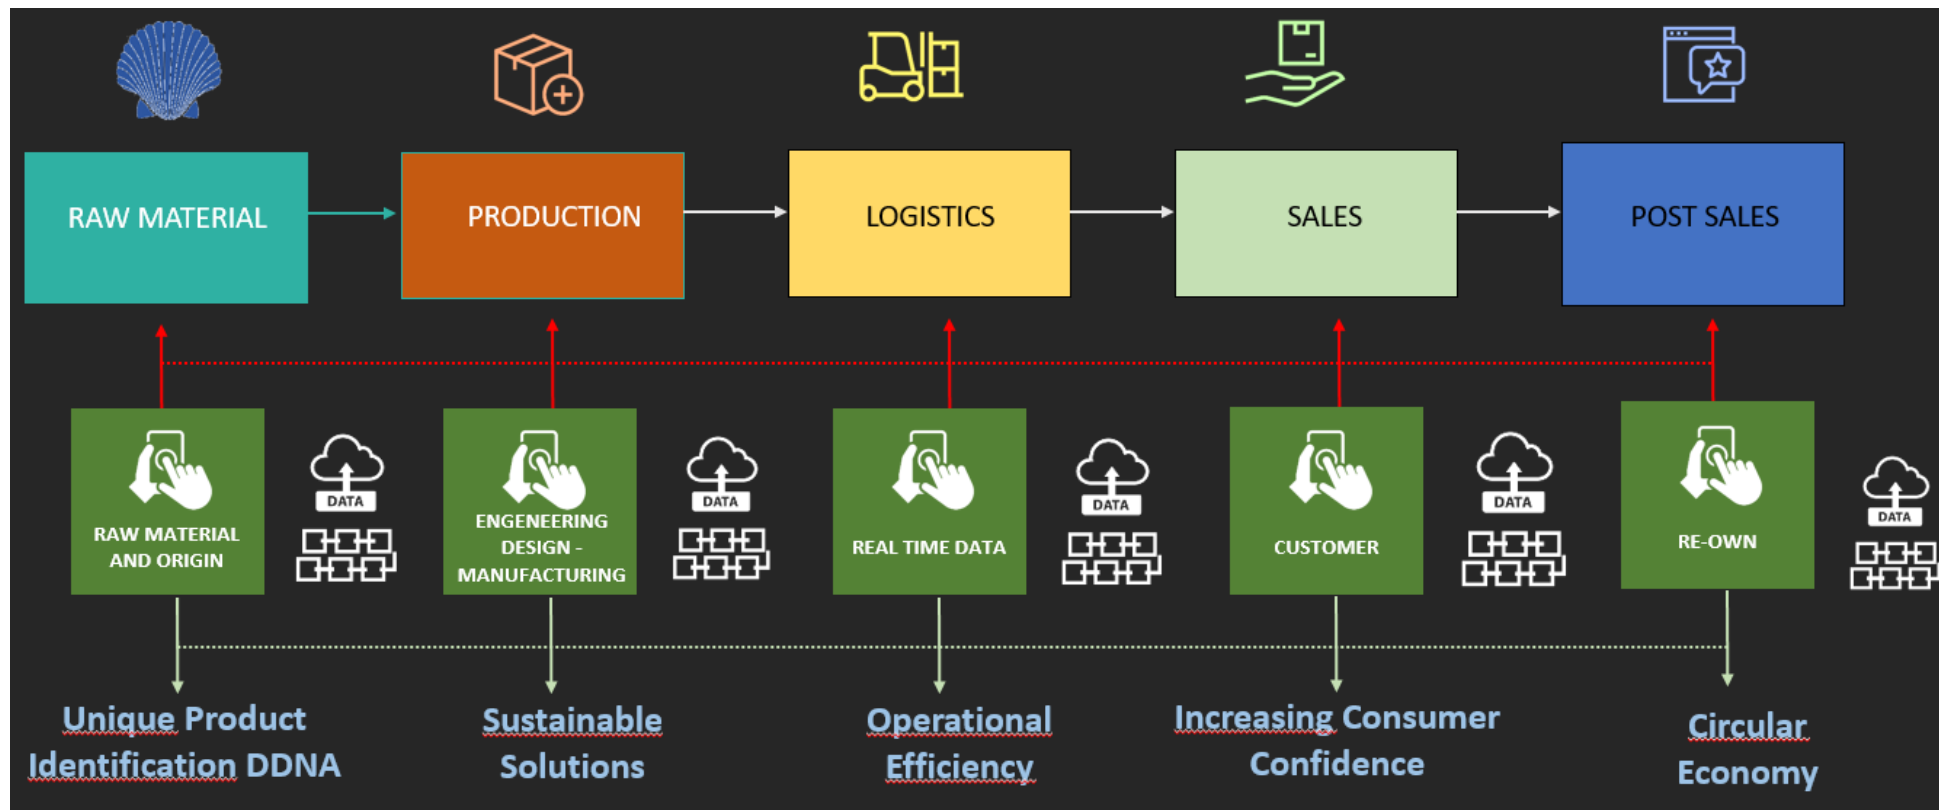 RAW MATERIAL
PRODUCTION
LOGISTICS
SALES
POST SALES
RAW MATERIAL
AND ORIGIN
DATA
ENGENEERING
DESIGN -
MANUFACTURING
DATA
REAL TIME DATA
DATA
CUSTOMER
DATA
RE-OWN
DATA
Unique Product
Identification DDNA
Sustainable
Solutions
Operational
Efficiency
Increasing Consumer
Confidence
Circular
Economy